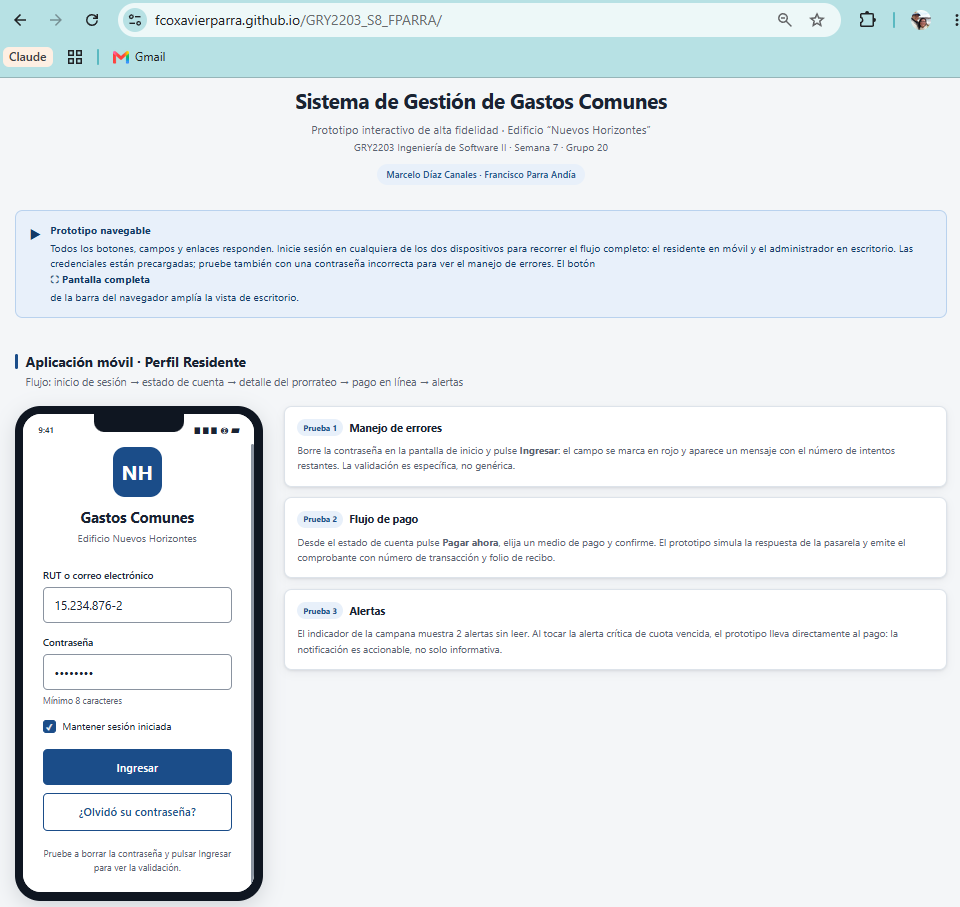 fcoxavierparra.github.io/GRY2203_S8_FPARRA/
Claude
Gmail
Sistema de Gestión de Gastos Comunes
Prototipo interactivo de alta fidelidad · Edificio "Nuevos Horizontes"
GRY2203 Ingeniería de Software II · Semana 7 · Grupo 20
Marcelo Díaz Canales · Francisco Parra Andía
Prototipo navegable
Todos los botones, campos y enlaces responden. Inicie sesión en cualquiera de los dos dispositivos para recorrer el flujo completo: el residente en móvil y el administrador en escritorio. Las
credenciales están precargadas; pruebe también con una contraseña incorrecta para ver el manejo de errores. El botón
⛶ Pantalla completa
de la barra del navegador amplía la vista de escritorio.
Aplicación móvil · Perfil Residente
Flujo: inicio de sesión → estado de cuenta → detalle del prorrateo → pago en línea → alertas
9:41
NH
Gastos Comunes
Edificio Nuevos Horizontes
RUT o correo electrónico
15.234.876-2
Contraseña
••••••••
Mínimo 8 caracteres
Mantener sesión iniciada
Ingresar
¿Olvidó su contraseña?
Pruebe a borrar la contraseña y pulsar Ingresar
para ver la validación.
Prueba 1 Manejo de errores
Borre la contraseña en la pantalla de inicio y pulse Ingresar: el campo se marca en rojo y aparece un mensaje con el número de intentos
restantes. La validación es específica, no genérica.
Prueba 2 Flujo de pago
Desde el estado de cuenta pulse Pagar ahora, elija un medio de pago y confirme. El prototipo simula la respuesta de la pasarela y emite el
comprobante con número de transacción y folio de recibo.
Prueba 3 Alertas
El indicador de la campana muestra 2 alertas sin leer. Al tocar la alerta crítica de cuota vencida, el prototipo lleva directamente al pago: la
notificación es accionable, no solo informativa.